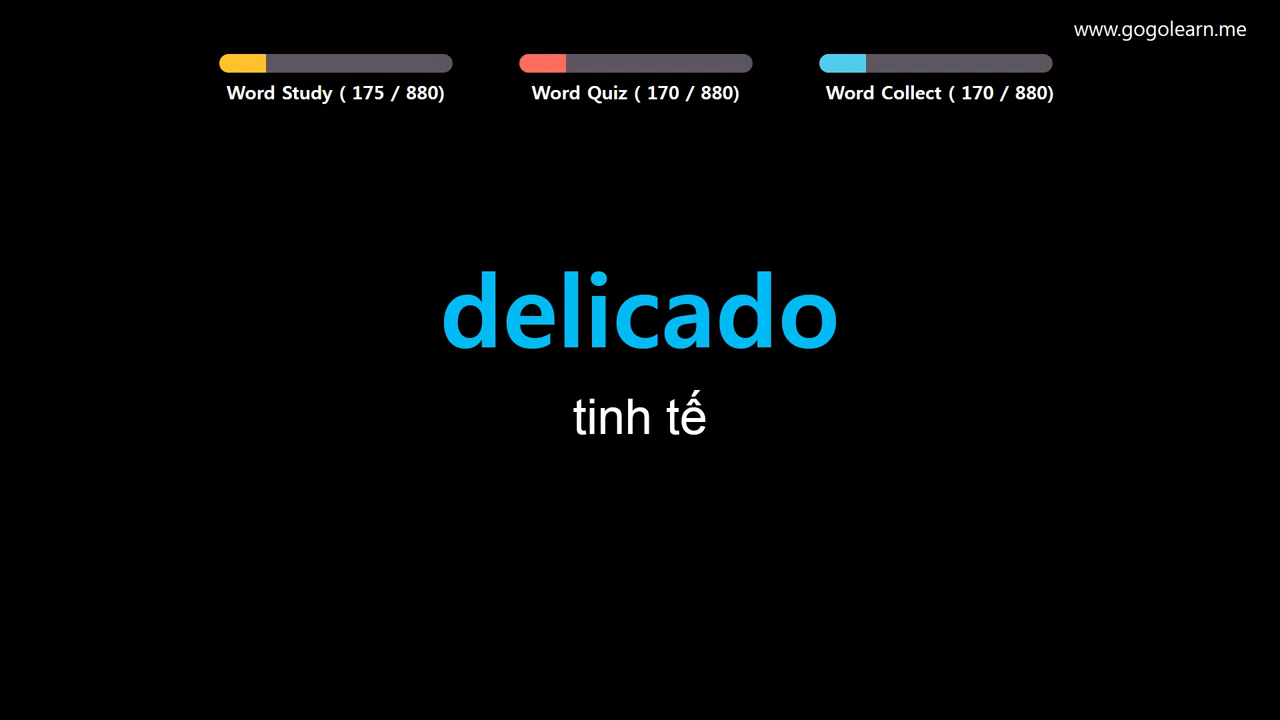 www.gogolearn.me
Word Study ( 175 / 880)
Word Quiz ( 170 / 880)
Word Collect ( 170 / 880)
delicado
tinh tế